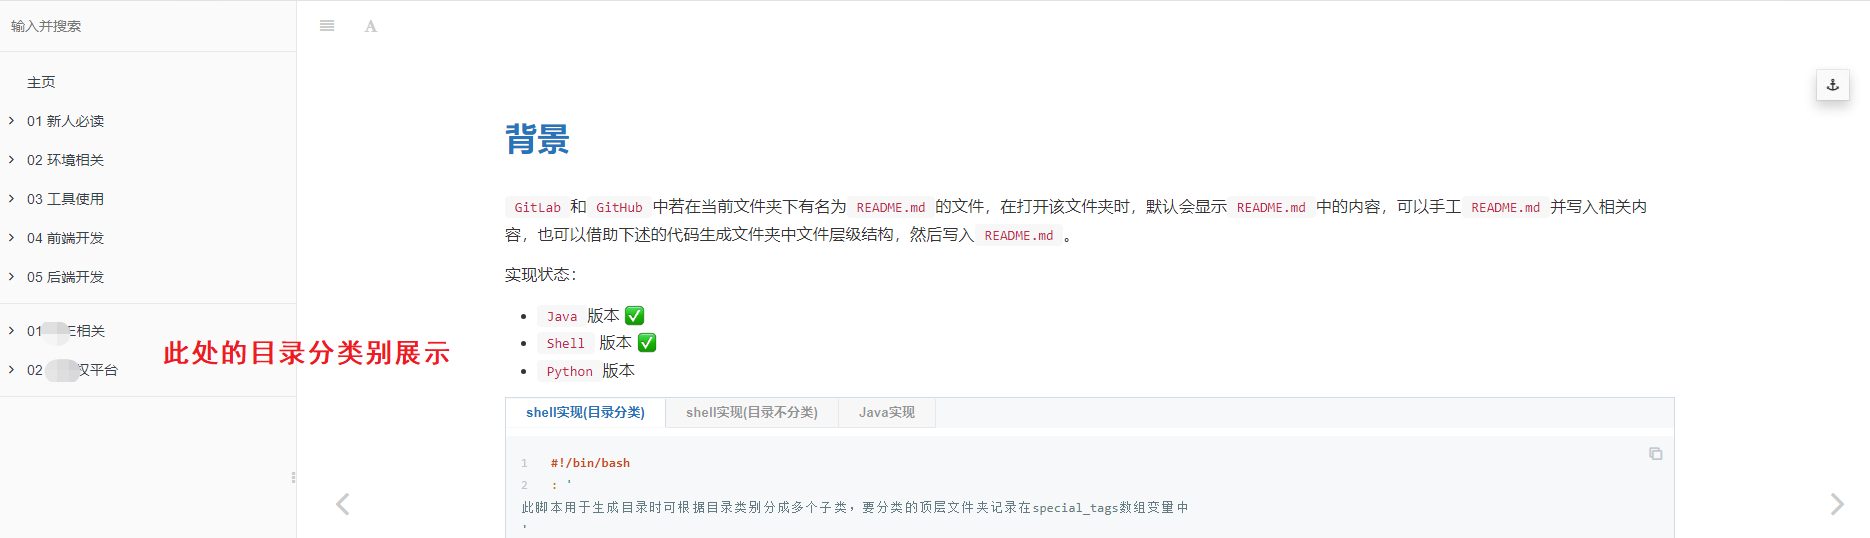 输入并搜索
A
主页
01 新人必读
02 环境相关
03 工具使用
04 前端开发
05 后端开发
01 相关
02 平台
此处的目录分类别展示
背景
GitLab 和 GitHub 中若在当前文件夹下有名为 README.md 的文件，在打开该文件夹时，默认会显示 README.md 中的内容，可以手工 README.md 并写入相关内
容，也可以借助下述的代码生成文件夹中文件层级结构，然后写入 README.md 。
实现状态：
Java 版本 ✅
Shell 版本 ✅
Python 版本
shell实现(目录分类) shell实现(目录不分类) Java实现
1 #!/bin/bash
2 : '
此脚本用于生成目录时可根据目录类别分成多个子类，要分类的顶层文件夹记录在special_tags数组变量中
'